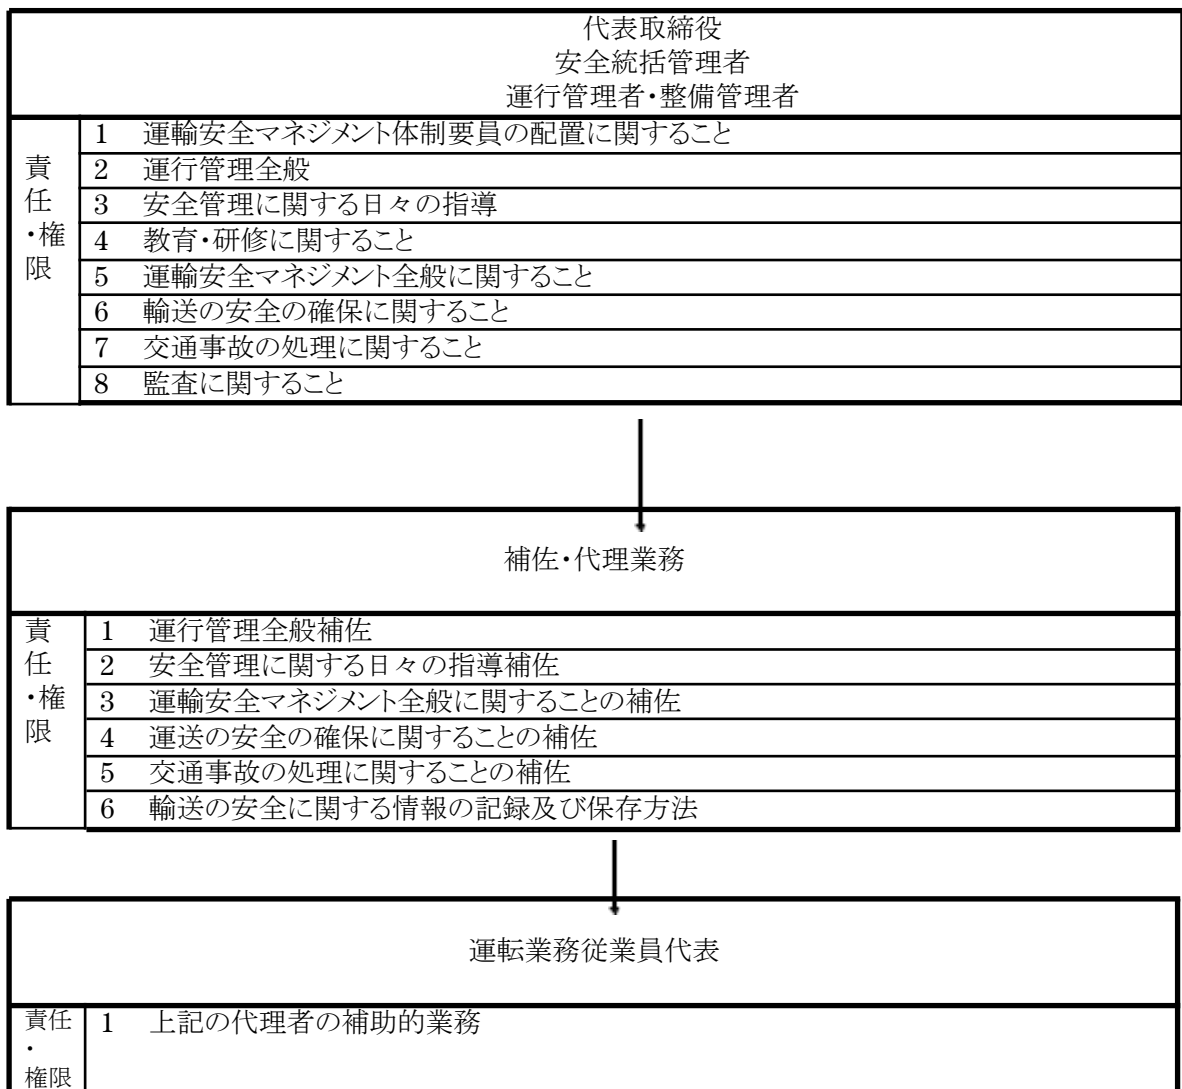 代表取締役
安全統括管理者
運行管理者・整備管理者
責任・権限
1 運輸安全マネジメント体制要員の配置に関すること
2 運行管理全般
3 安全管理に関する日々の指導
4 教育・研修に関すること
5 運輸安全マネジメント全般に関すること
6 輸送の安全の確保に関すること
7 交通事故の処理に関すること
8 監査に関すること
補佐・代理業務
責任・権限
1 運行管理全般補佐
2 安全管理に関する日々の指導補佐
3 運輸安全マネジメント全般に関することの補佐
4 運送の安全の確保に関することの補佐
5 交通事故の処理に関することの補佐
6 輸送の安全に関する情報の記録及び保存方法
運転業務従業員代表
責任・権限
1 上記の代理者の補助的業務